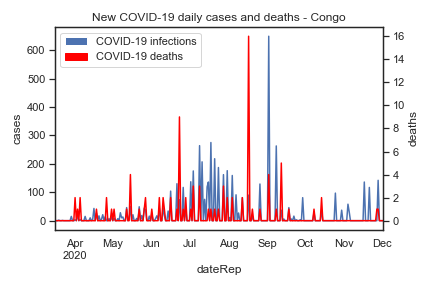 New COVID-19 daily cases and deaths - Congo
COVID-19 infections
COVID-19 deaths
600
500
400
300
200
100
0
cases
16
14
12
10
8
6
4
2
0
deaths
Apr May Jun Jul Aug Sep Oct Nov Dec
2020
dateRep